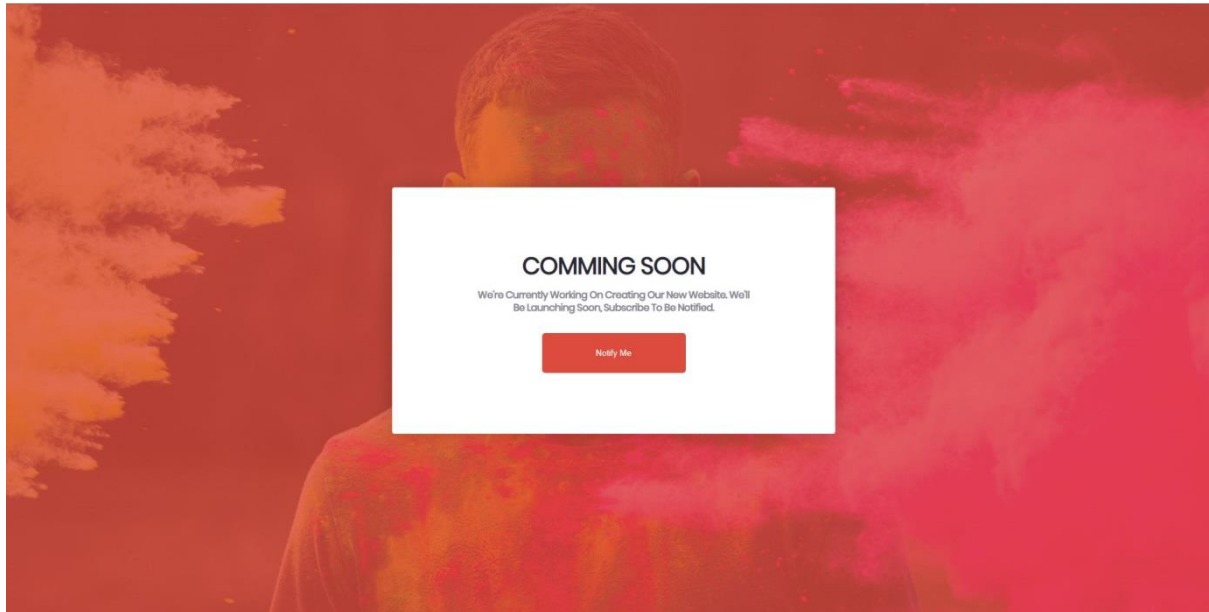 COMMING SOON
We're Currently Working On Creating Our New Website. We'll
Be Launching Soon, Subscribe To Be Notified.
Notify Me